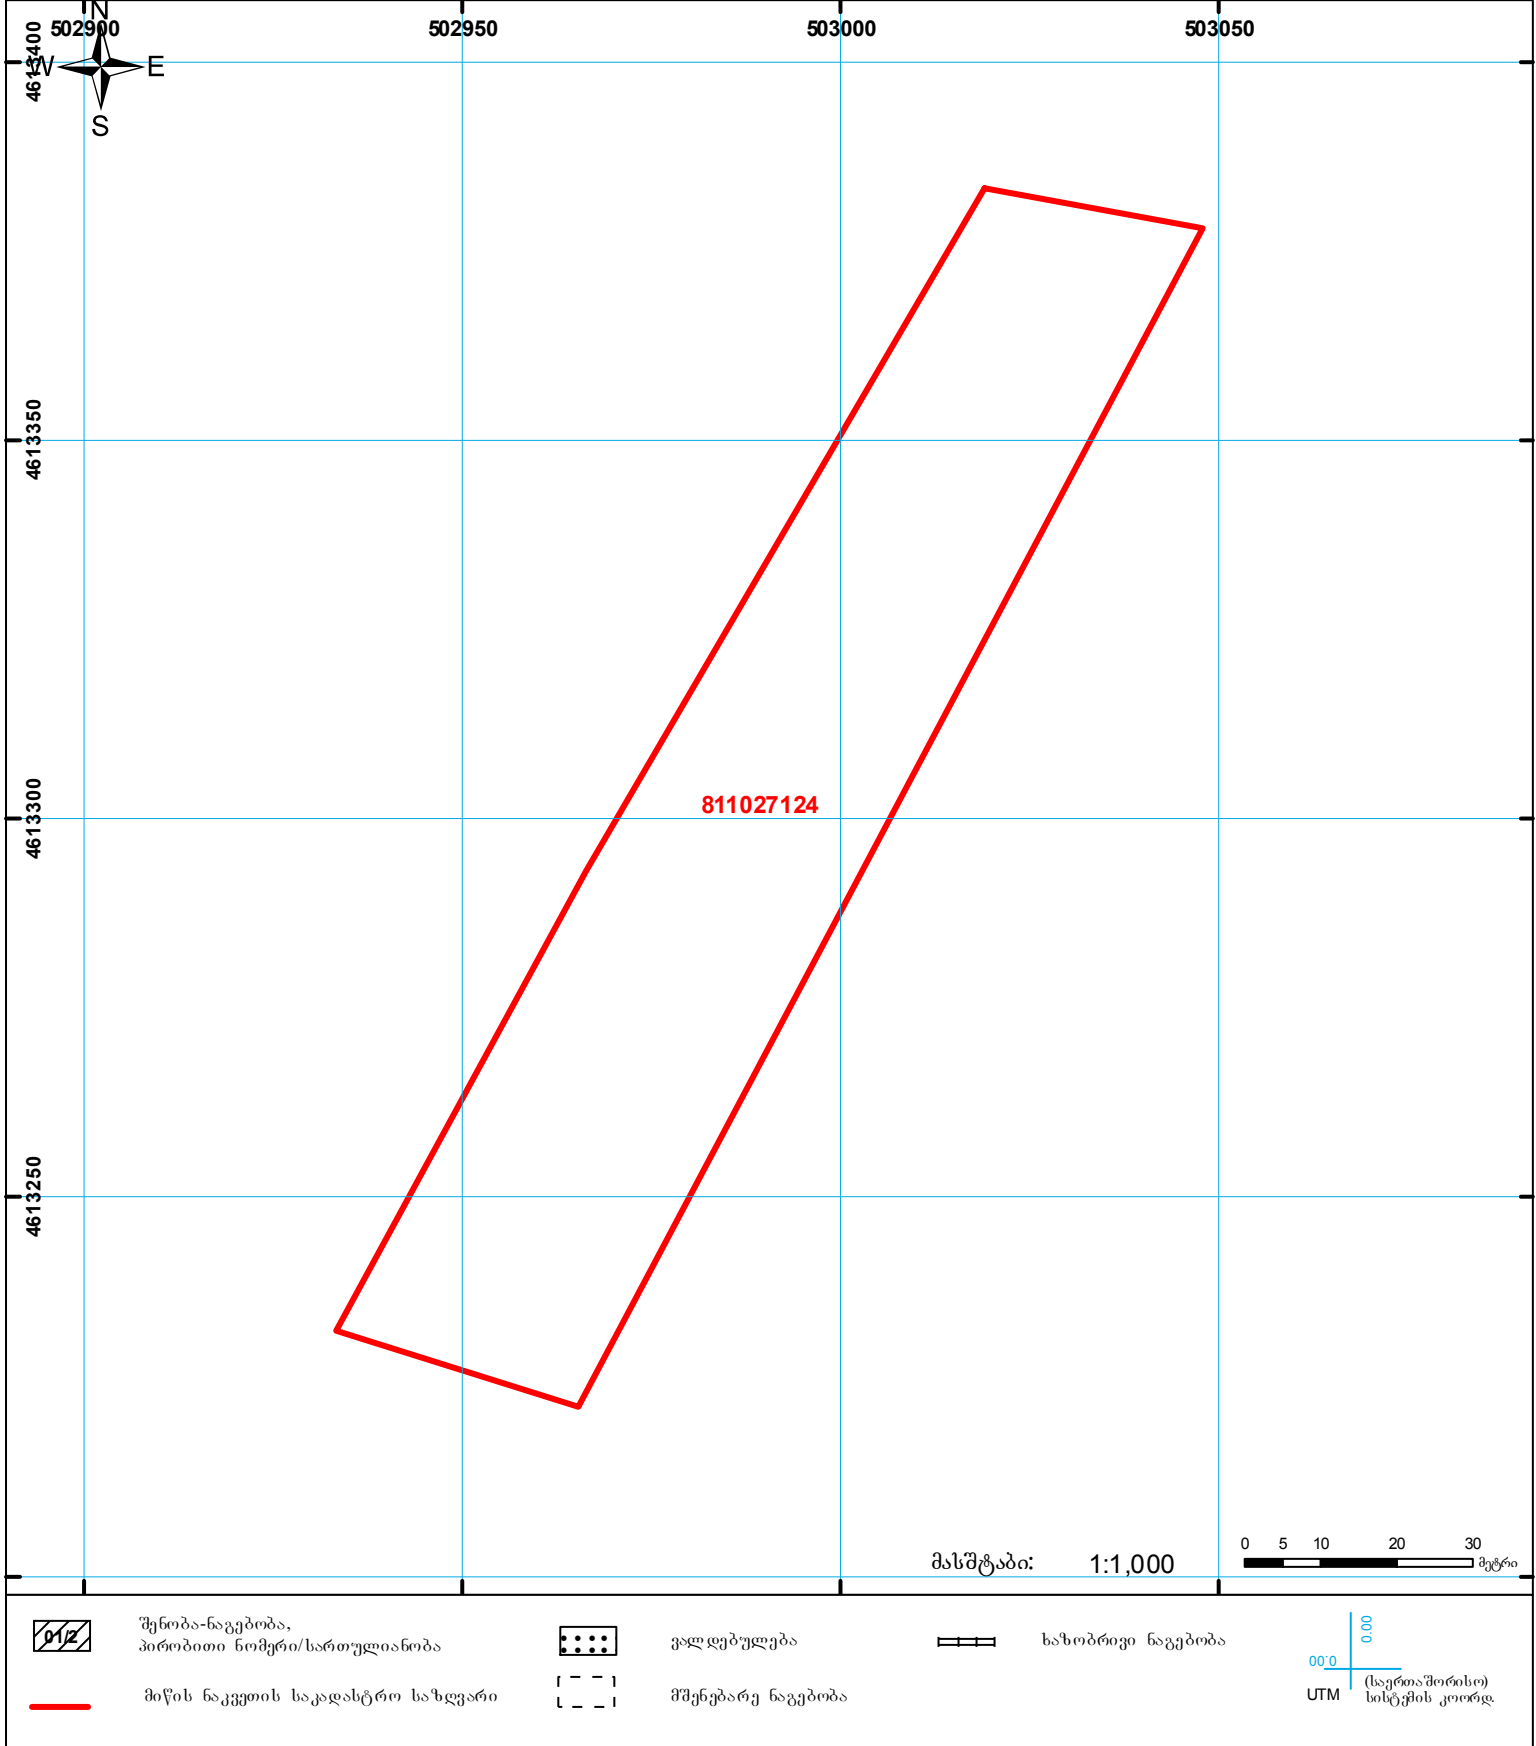 N
502900
502950
503000
503050
W
E
S
4613400
4613350
4613300
4613250
811027124
მასშტაბი: 1:1,000
0 5 10 20 30
მეტრი
01/2
შენობა-ნაგებობა,
პირობითი ნომერი/სართულიანობა
ვალდებულება
ხაზობრივი ნაგებობა
მიწის ნაკვეთის საკადასტრო საზღვარი
მშენებარე ნაგებობა
0.00
0.00
UTM
(საერთაშორისო)
სისტემის კოორდ.